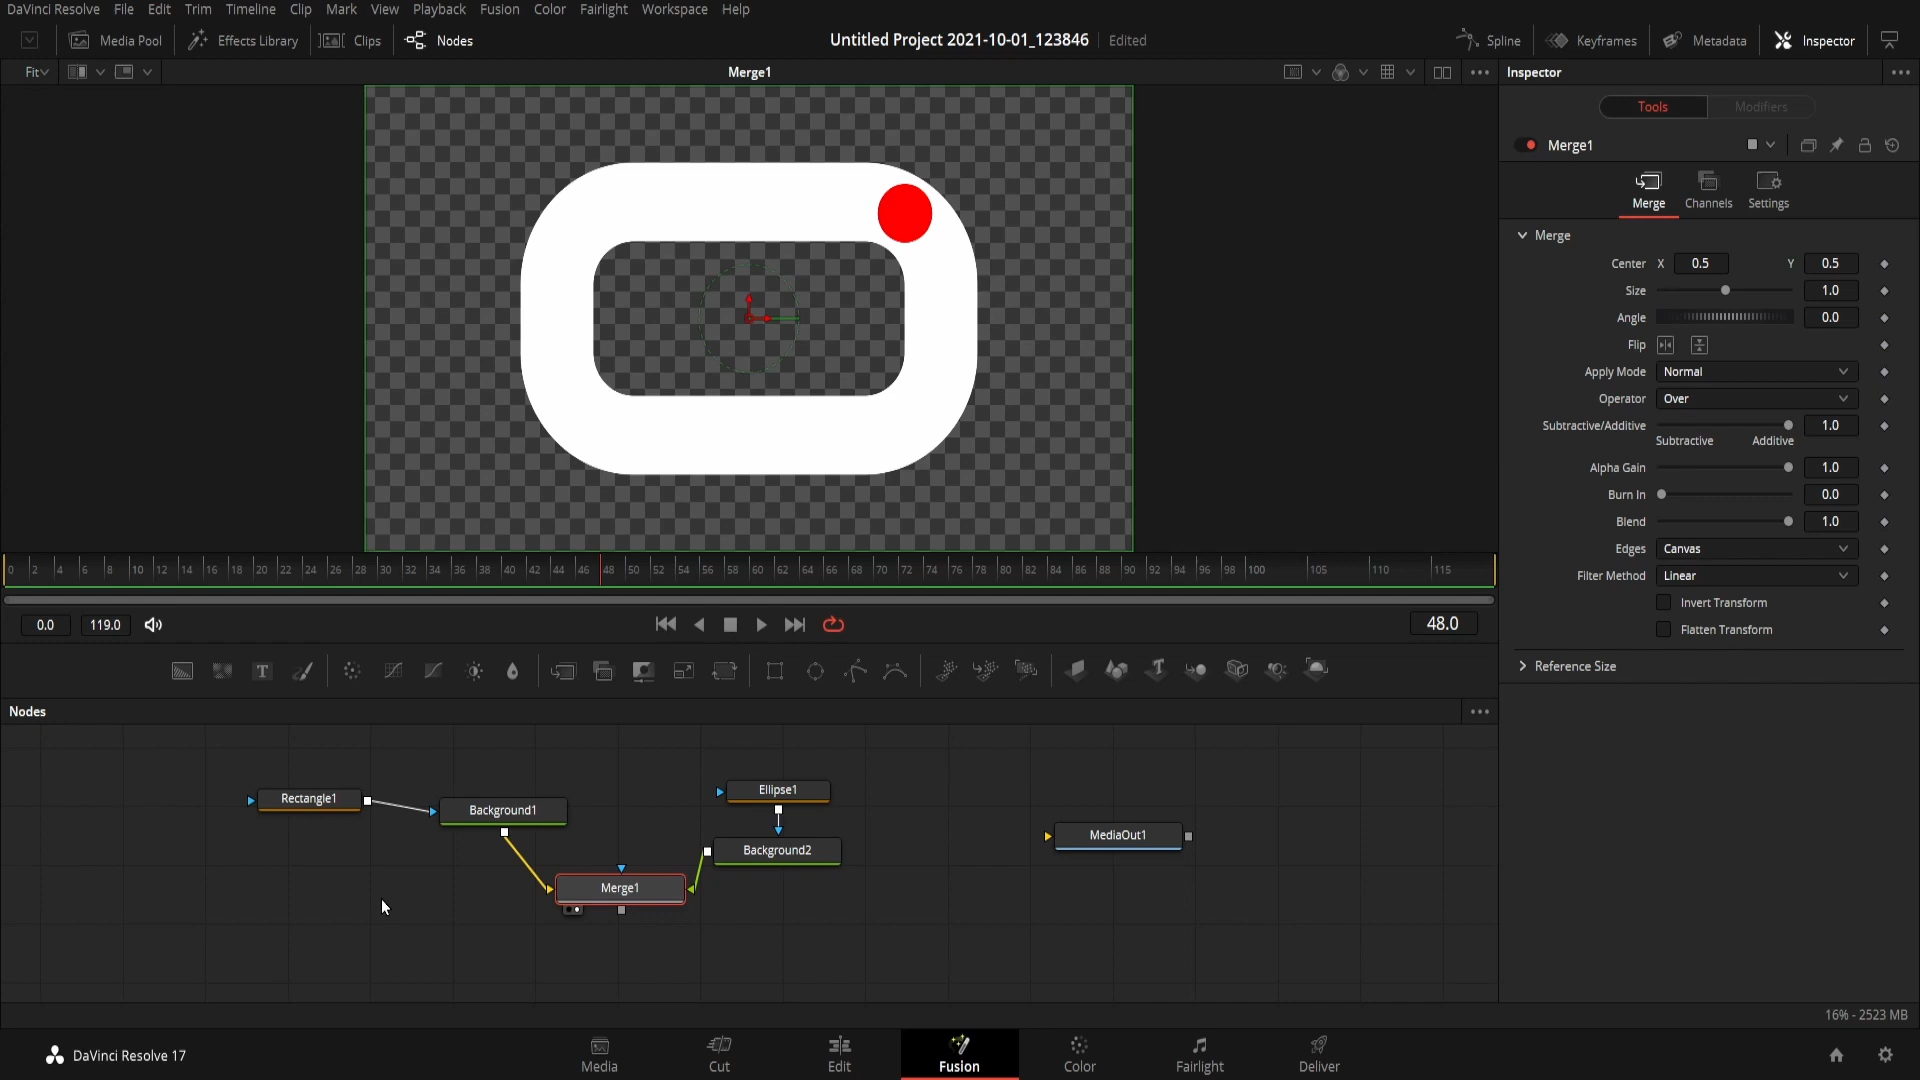 DaVinci Resolve File Edit Trim Timeline Clip Mark View Playback Fusion Color Fairlight Workspace Help
Media Pool Effects Library Clips Nodes Untitled Project 2021-10-01_123846 Edited Spline Keyframes Metadata Inspector
Fit Merge1 Inspector
Tools Modifiers
Merge1
Merge Channels Settings
Merge
Center X 0.5 Y 0.5
Size 1.0
Angle 0.0
Flip
Apply Mode Normal
Operator Over
Subtractive/Additive 1.0
Subtractive Additive
Alpha Gain 1.0
Burn In 0.0
Blend 1.0
Edges Canvas
Filter Method Linear
Invert Transform
Flatten Transform
Reference Size
0 2 4 6 8 10 12 14 16 18 20 22 24 26 28 30 32 34 36 38 40 42 44 46 48 50 52 54 56 58 60 62 64 66 68 70 72 74 76 78 80 82 84 86 88 90 92 94 96 98 100 105 110 115
0.0 119.0 48.0
T
Nodes
Rectangle1
Background1
Ellipse1
Background2
Merge1
MediaOut1
16% - 2523 MB
DaVinci Resolve 17 Media Cut Edit Fusion Color Fairlight Deliver